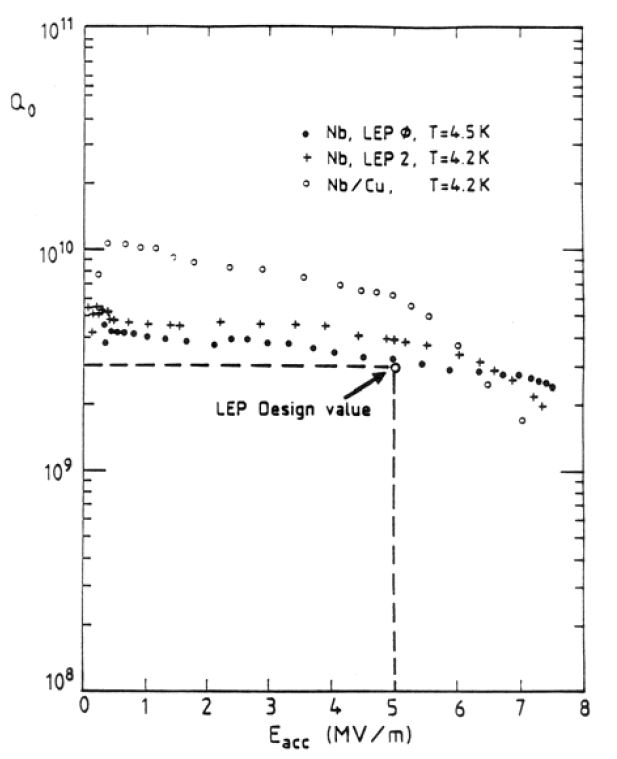 10¹¹
Q₀
• Nb, LEP Φ, T=4.5 K
+ Nb, LEP 2, T=4.2 K
○ Nb/Cu, T=4.2 K
10¹⁰
LEP Design value
10⁹
10⁸
0 1 2 3 4 5 6 7 8
Eacc (MV/m)